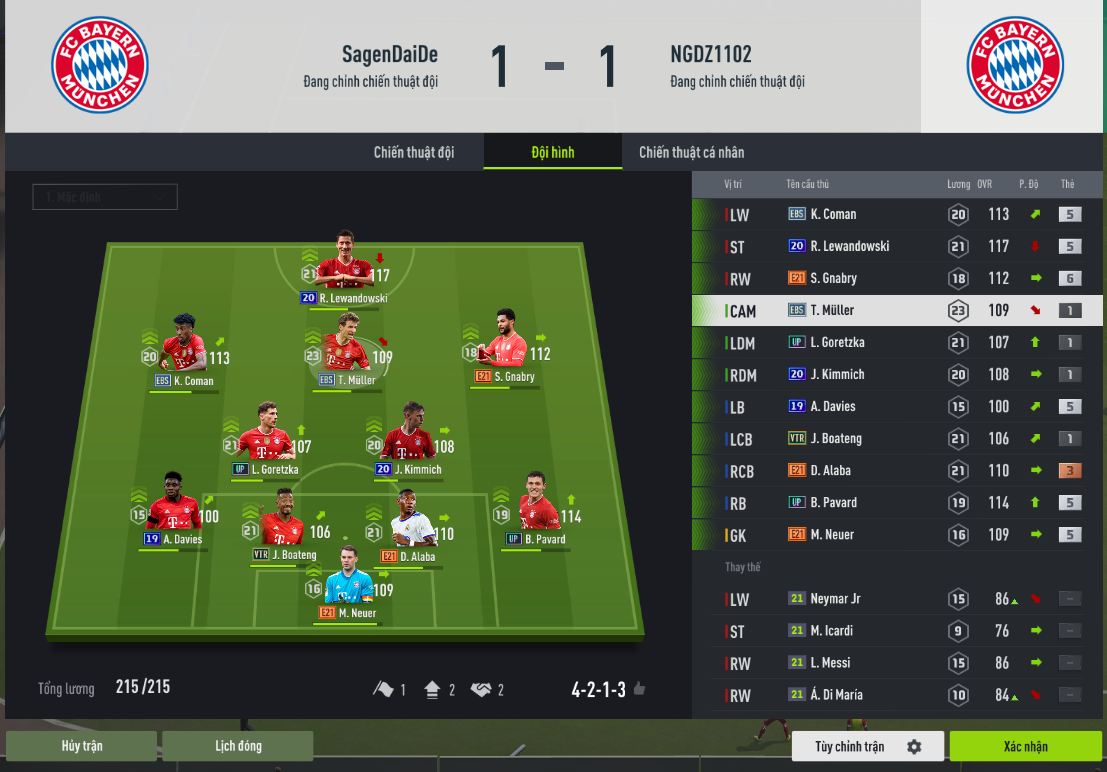 FC BAYERN MÜNCHEN
SagenDaiDe 1 - 1 NGDZ1102
Đang chỉnh chiến thuật đội Đang chỉnh chiến thuật đội
FC BAYERN MÜNCHEN
Chiến thuật đội Đội hình Chiến thuật cá nhân
1. Mặc định
21 117
20 R. Lewandowski
20 113
EBS K. Coman
23 109
EBS T. Müller
18 112
E21 S. Gnabry
21 107
UP L. Goretzka
20 108
20 J. Kimmich
15 100
19 A. Davies
21 106
VTR J. Boateng
21 110
E21 D. Alaba
19 114
UP B. Pavard
16 109
E21 M. Neuer
Tổng lương 215/215 1 2 2 4-2-1-3
Vị trí Tên cầu thủ Lương OVR P. Độ Thẻ
LW EBS K. Coman 20 113 5
ST 20 R. Lewandowski 21 117 5
RW E21 S. Gnabry 18 112 6
CAM EBS T. Müller 23 109 1
LDM UP L. Goretzka 21 107 1
RDM 20 J. Kimmich 20 108 1
LB 19 A. Davies 15 100 5
LCB VTR J. Boateng 21 106 1
RCB E21 D. Alaba 21 110 3
RB UP B. Pavard 19 114 5
GK E21 M. Neuer 16 109 5
Thay thế
LW 21 Neymar Jr 15 86 -
ST 21 M. Icardi 9 76 -
RW 21 L. Messi 15 86 -
RW 21 Á. Di María 10 84 -
Hủy trận Lịch đóng Tùy chỉnh trận Xác nhận